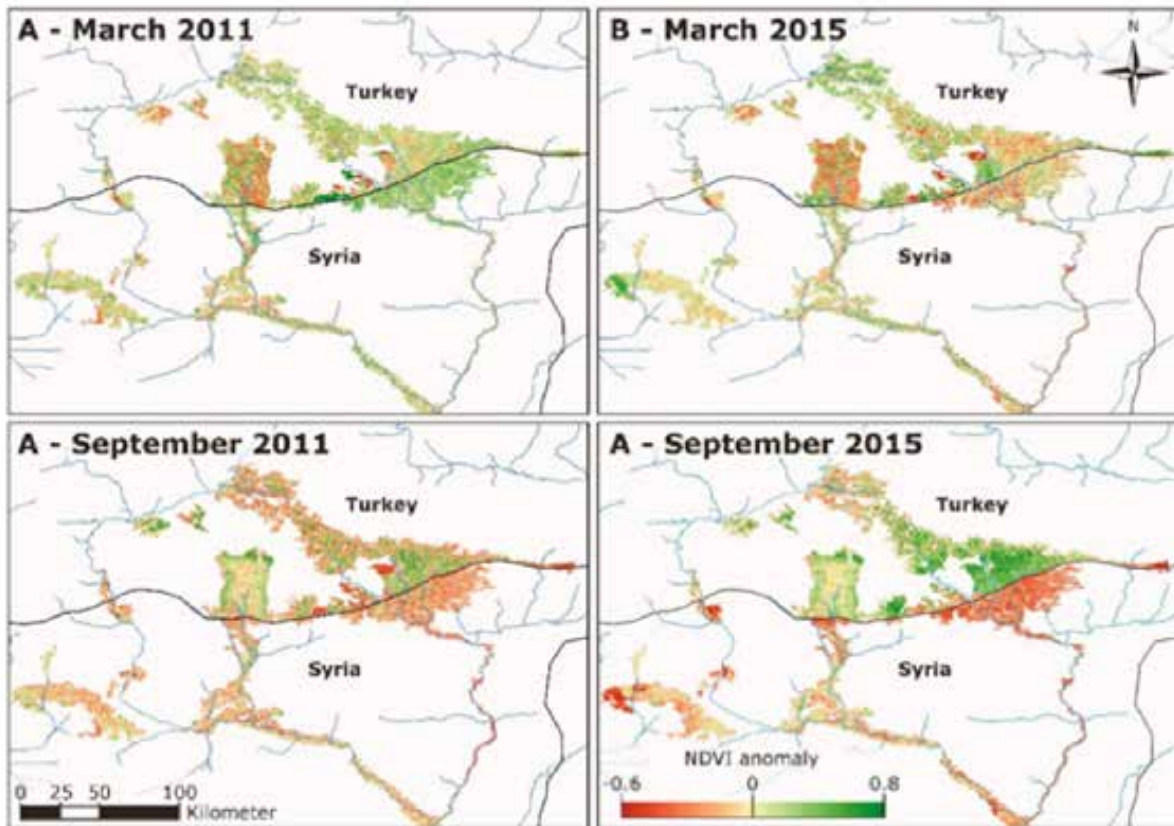 A - March 2011
Turkey
Syria
B - March 2015
N
Turkey
Syria
A - September 2011
Turkey
Syria
0 25 50 100
Kilometer
A - September 2015
Turkey
Syria
NDVI anomaly
-0.6 0 0.8